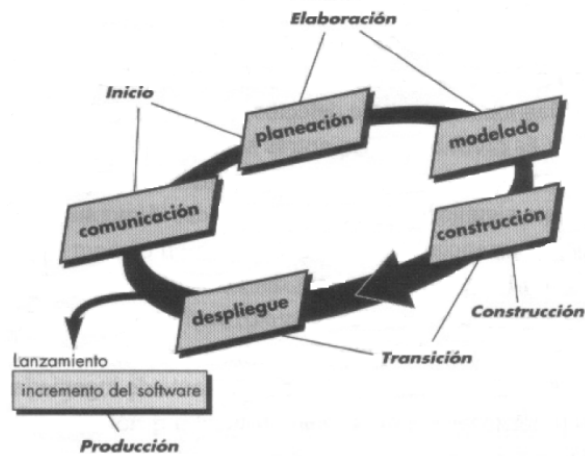 Elaboración
Inicio
planeación
modelado
comunicación
construcción
despliegue
Construcción
Transición
Lanzamiento
incremento del software
Producción